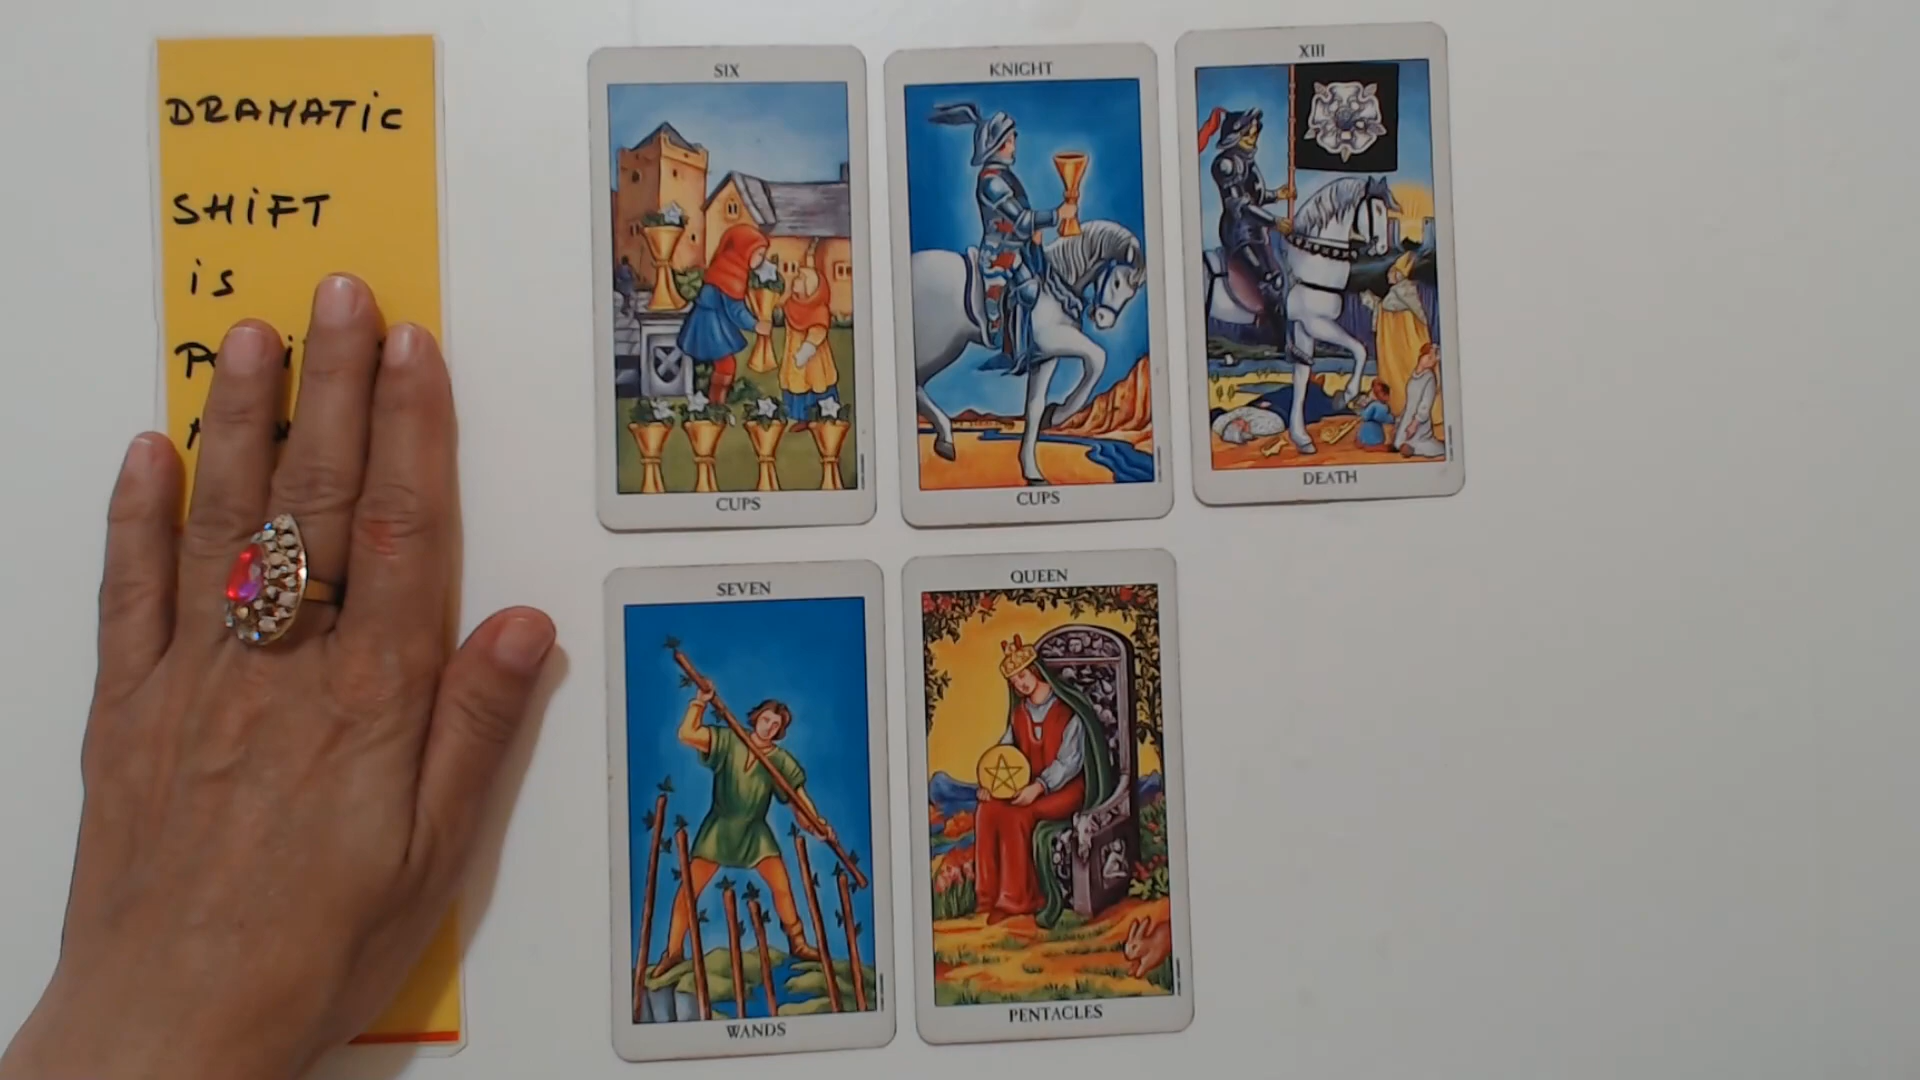 DRAMATiC
SHiFT
is
SIX
CUPS
KNIGHT
CUPS
XIII
DEATH
SEVEN
WANDS
QUEEN
PENTACLES